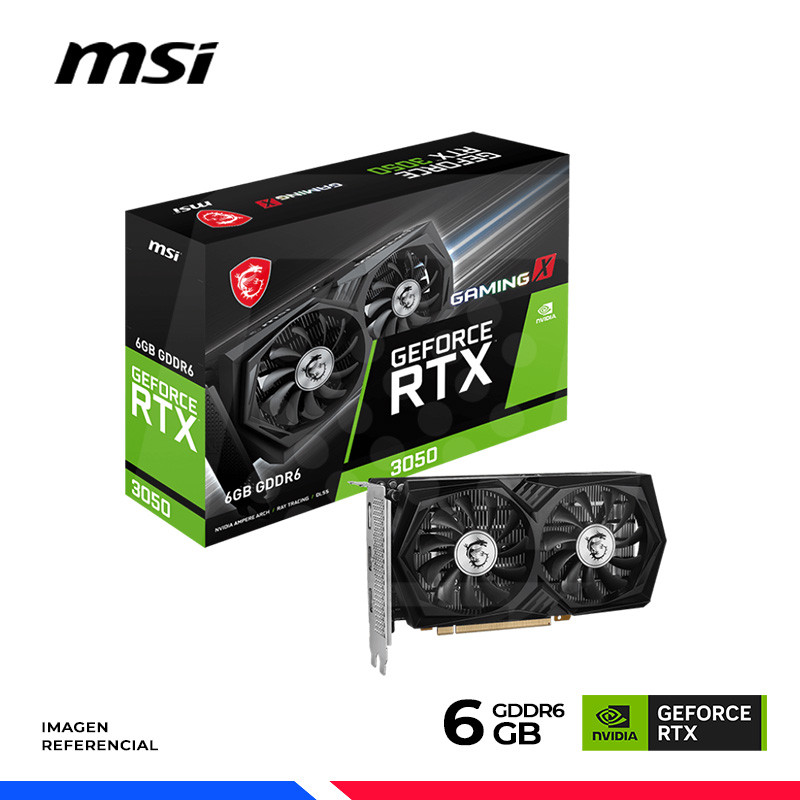 msi
GEFORCE
RTX 3050
msi
GAMING X
msi
GAMING X
NVIDIA
6GB GDDR6
GEFORCE
RTX
3050
GEFORCE
RTX
3050
6GB GDDR6
NVIDIA AMPERE ARCH / RAY TRACING / DLSS
IMAGEN
REFERENCIAL
6 GDDR6
GB
NVIDIA
GEFORCE
RTX